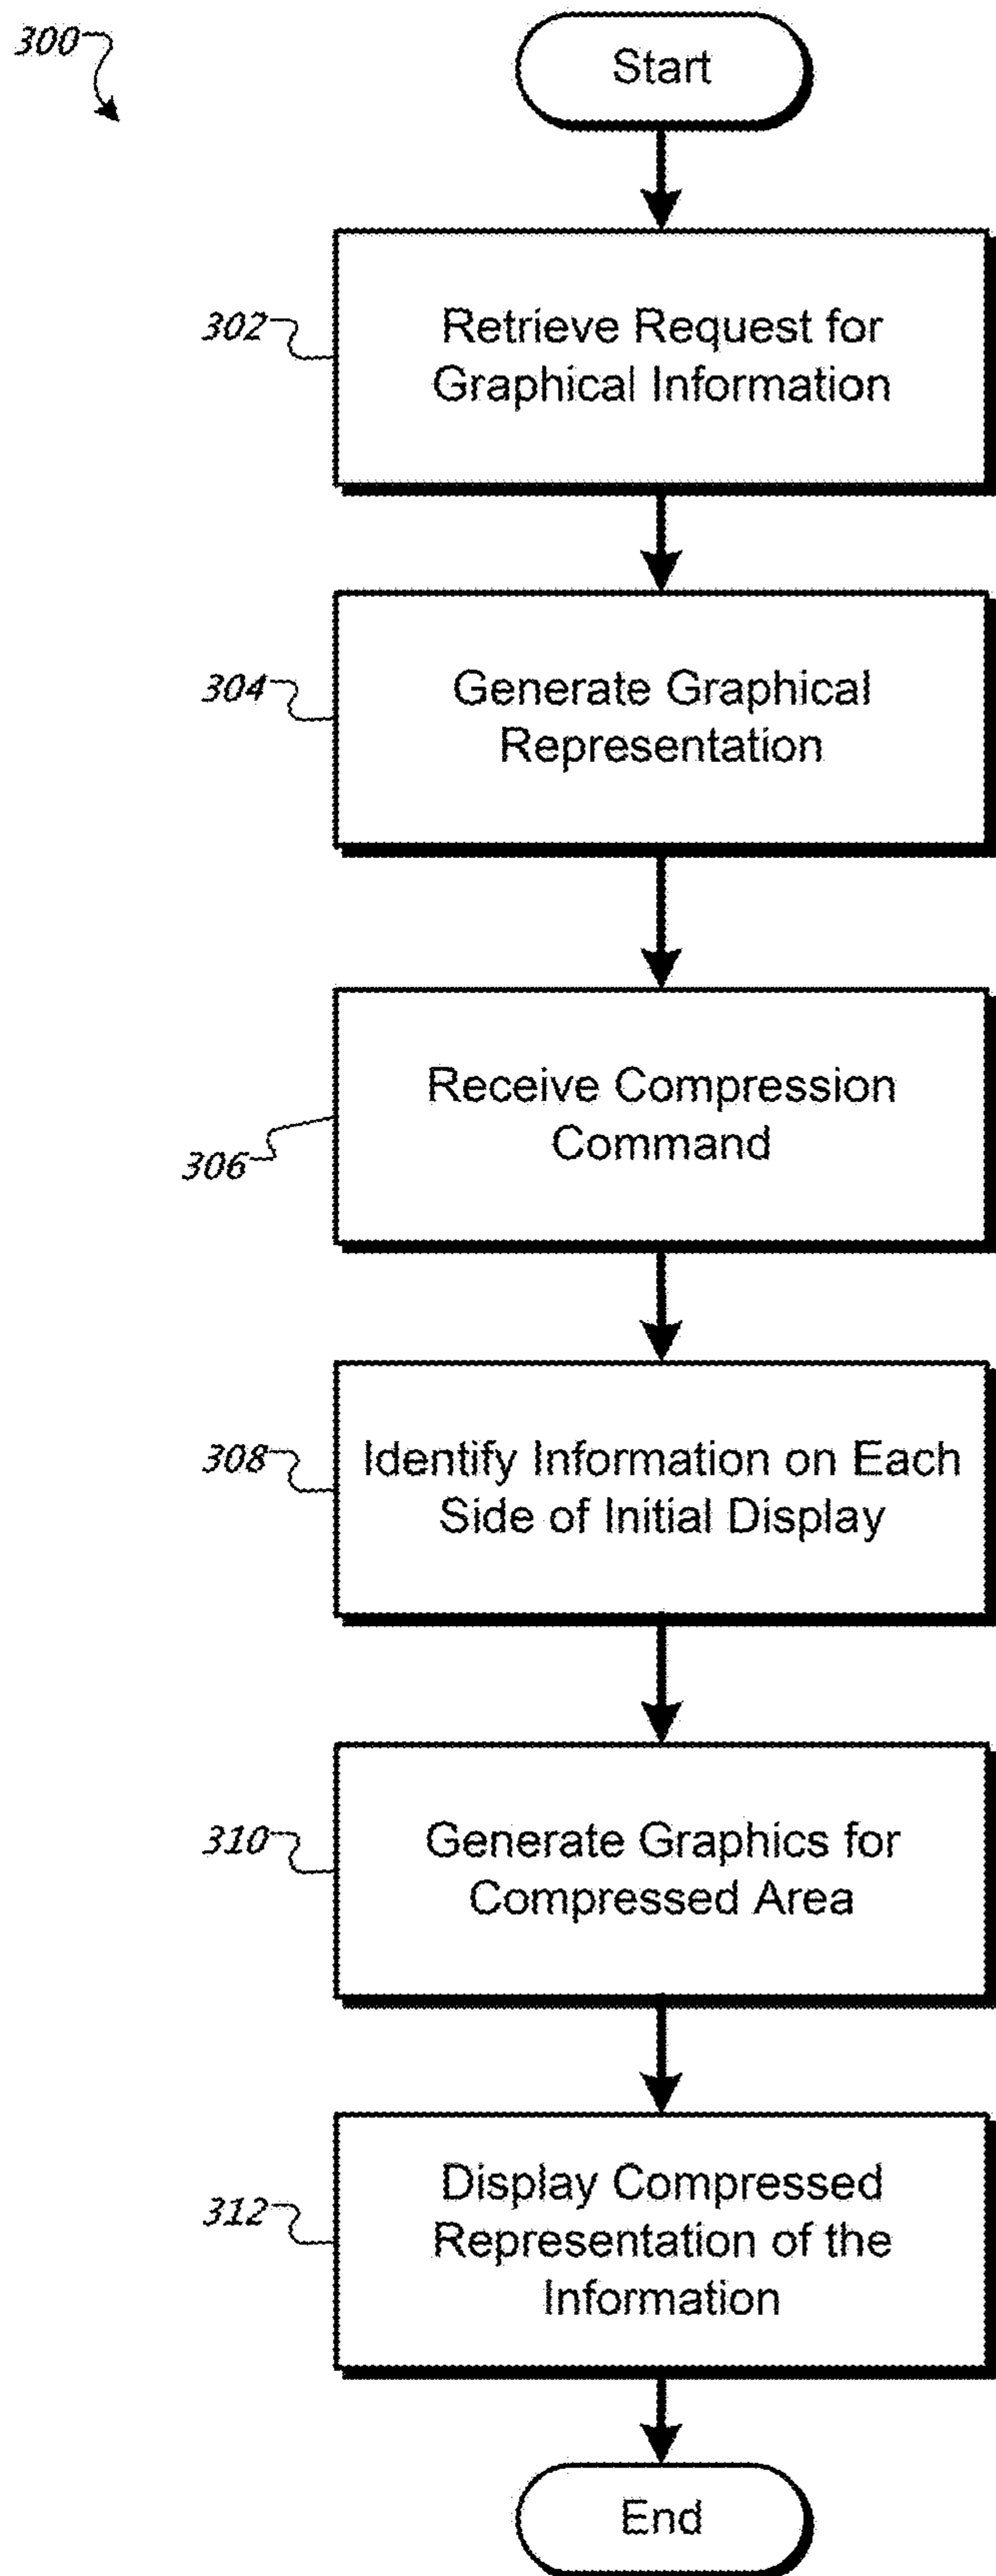 300
Start
302
Retrieve Request for
Graphical Information
304
Generate Graphical
Representation
306
Receive Compression
Command
308
Identify Information on Each
Side of Initial Display
310
Generate Graphics for
Compressed Area
312
Display Compressed
Representation of the
Information
End